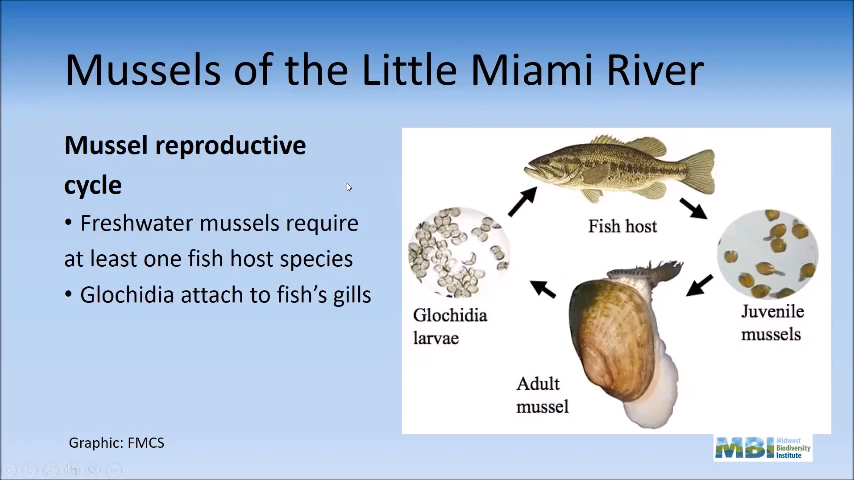 Mussels of the Little Miami River
Mussel reproductive
cycle
• Freshwater mussels require
at least one fish host species
• Glochidia attach to fish's gills
Fish host
Glochidia
larvae
Juvenile
mussels
Adult
mussel
Graphic: FMCS
MBI
Midwest
Biodiversity
Institute